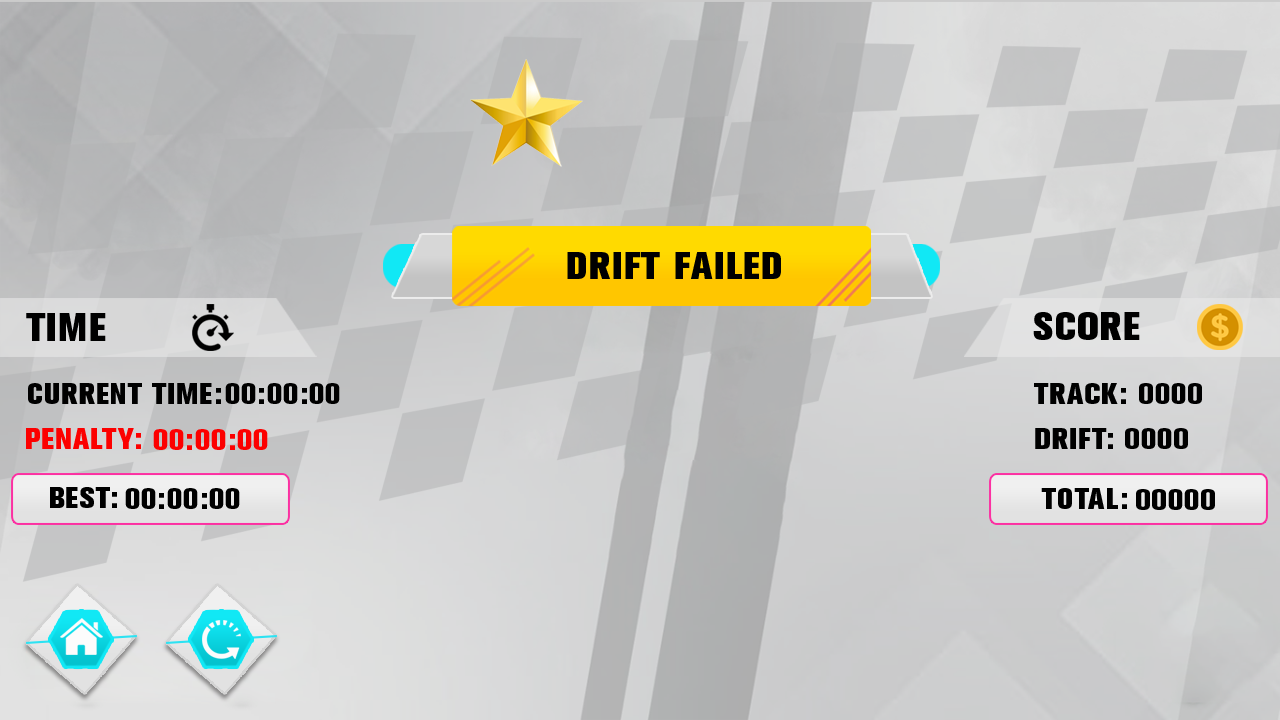 DRIFT FAILED
TIME
CURRENT TIME:00:00:00
PENALTY: 00:00:00
BEST: 00:00:00
SCORE $
TRACK: 0000
DRIFT: 0000
TOTAL: 00000